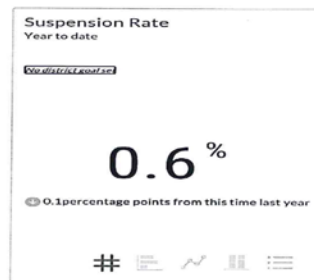 Suspension Rate
Year to date
No district goal set
0.6%
0.1percentage points from this time last year